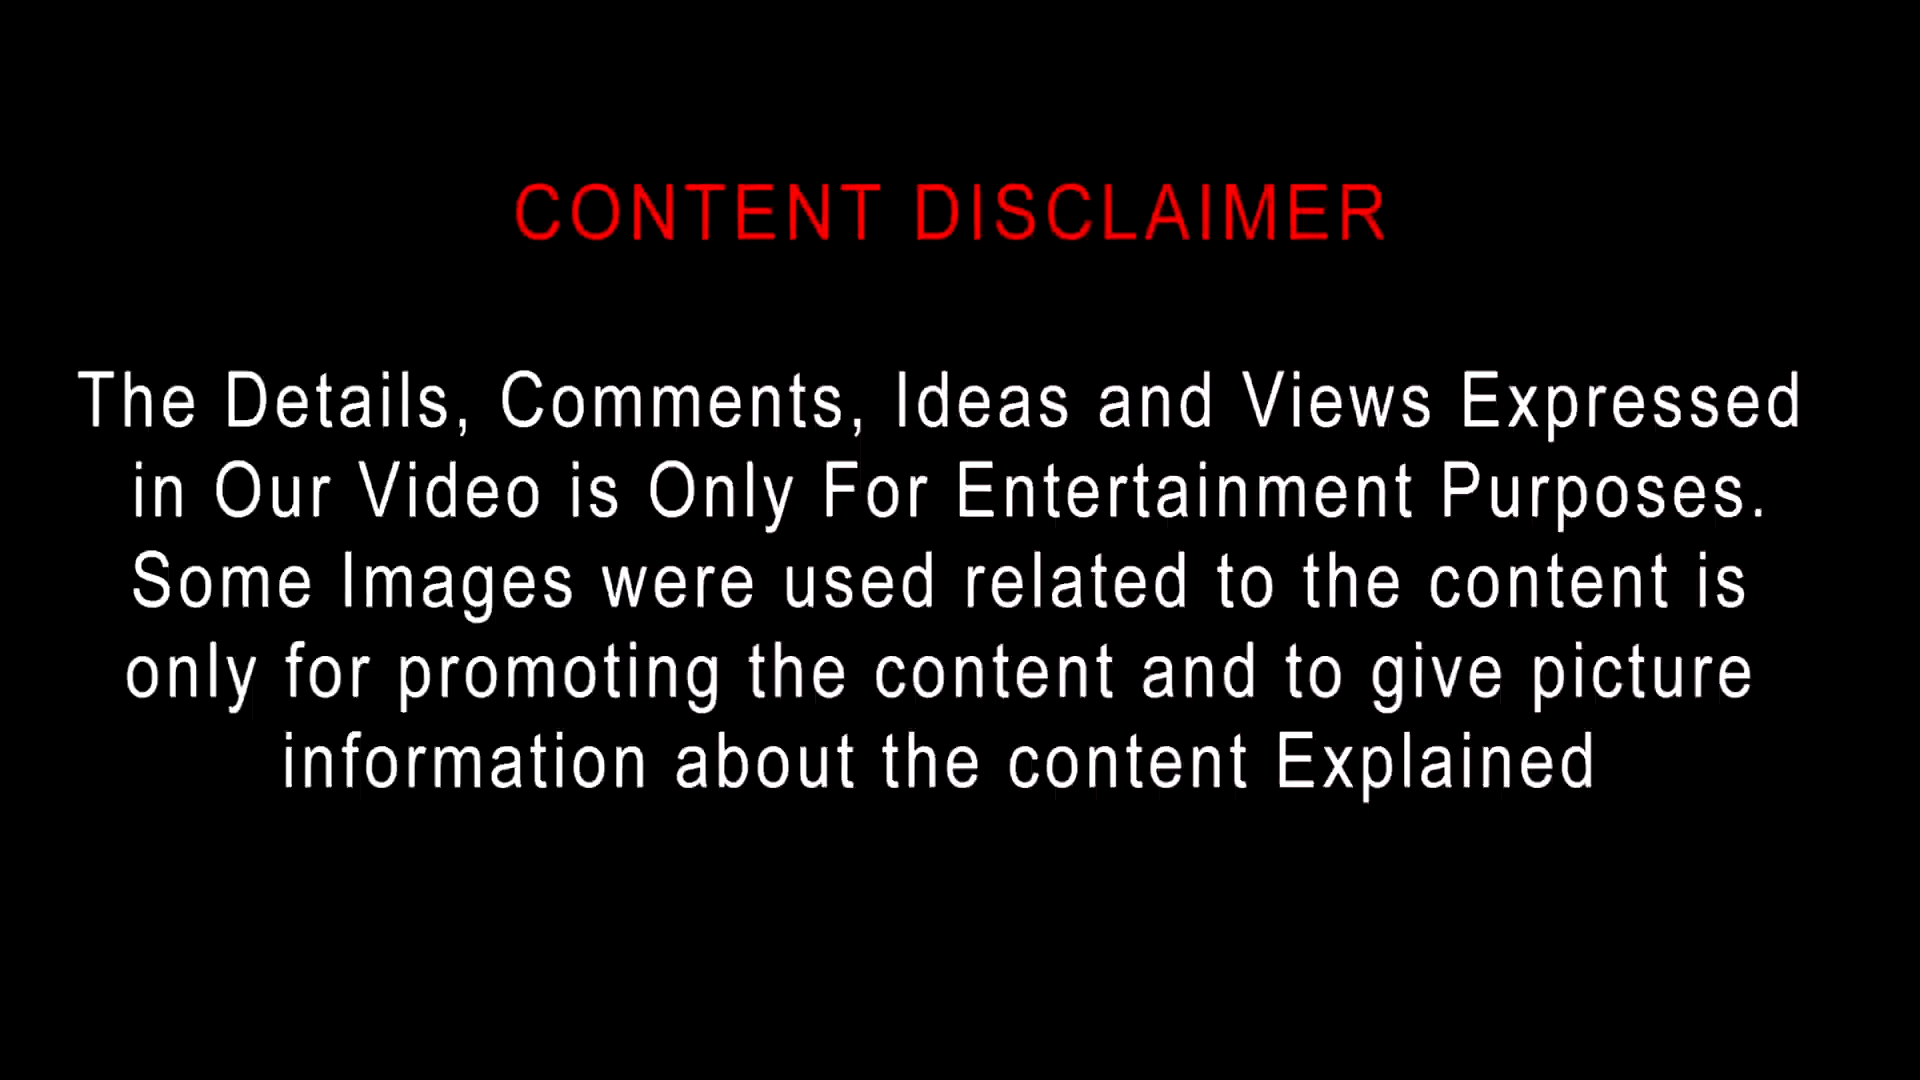 CONTENT DISCLAIMER
The Details, Comments, Ideas and Views Expressed
in Our Video is Only For Entertainment Purposes.
Some Images were used related to the content is
only for promoting the content and to give picture
information about the content Explained